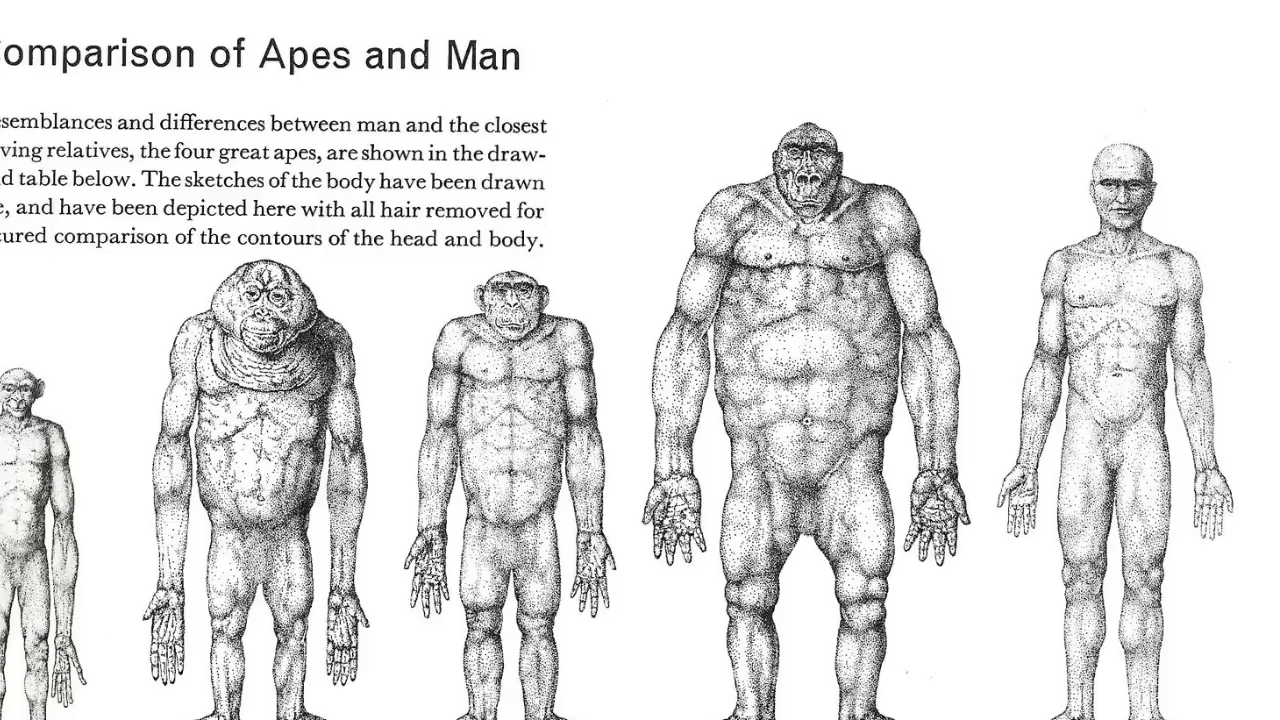 omparison of Apes and Man
semblances and differences between man and the closest
ving relatives, the four great apes, are shown in the draw-
d table below. The sketches of the body have been drawn
e, and have been depicted here with all hair removed for
ured comparison of the contours of the head and body.